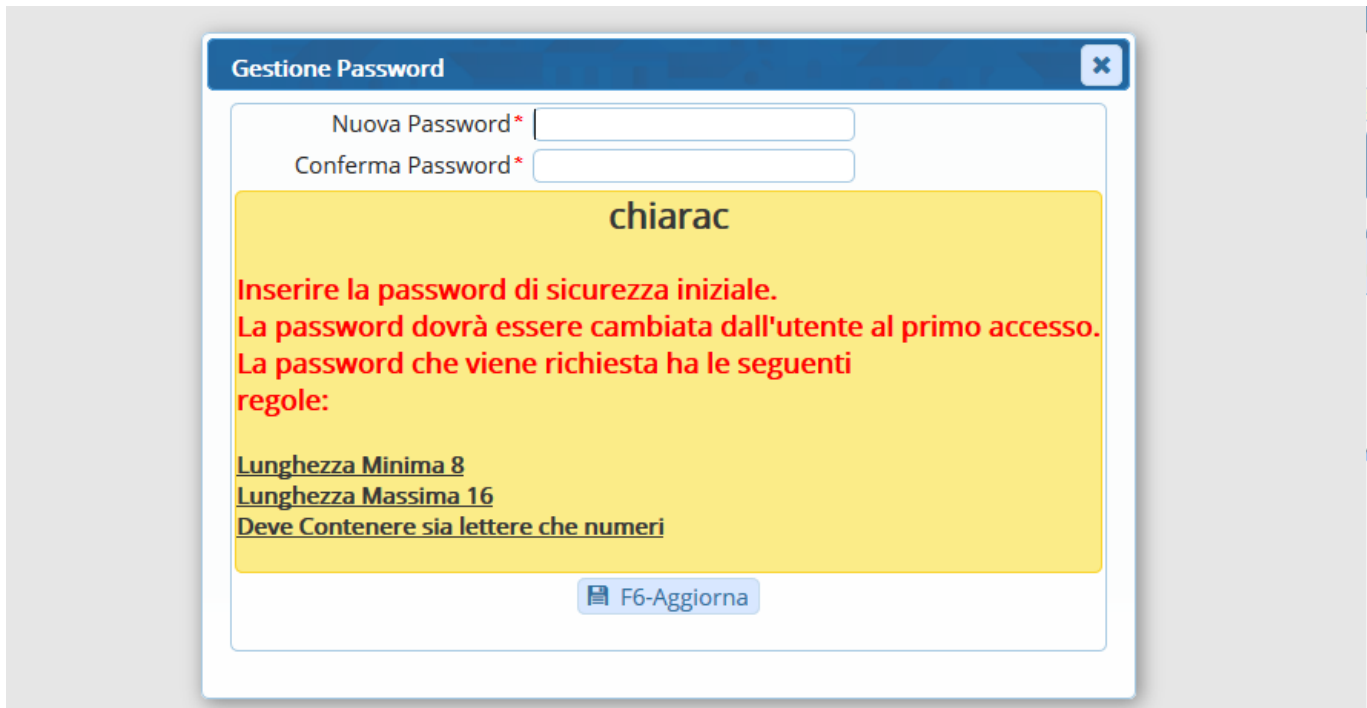 Gestione Password
Nuova Password*
Conferma Password*
chiarac
Inserire la password di sicurezza iniziale.
La password dovrà essere cambiata dall'utente al primo accesso.
La password che viene richiesta ha le seguenti
regole:
Lunghezza Minima 8
Lunghezza Massima 16
Deve Contenere sia lettere che numeri
F6-Aggiorna